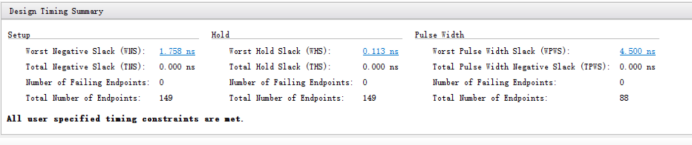 Design Timing Summary
Setup Hold Pulse Width
Worst Negative Slack (WNS): 1.758 ns Worst Hold Slack (WHS): 0.113 ns Worst Pulse Width Slack (WPWS): 4.500 ns
Total Negative Slack (TNS): 0.000 ns Total Hold Slack (THS): 0.000 ns Total Pulse Width Negative Slack (TPWS): 0.000 ns
Number of Failing Endpoints: 0 Number of Failing Endpoints: 0 Number of Failing Endpoints: 0
Total Number of Endpoints: 149 Total Number of Endpoints: 149 Total Number of Endpoints: 88
All user specified timing constraints are met.